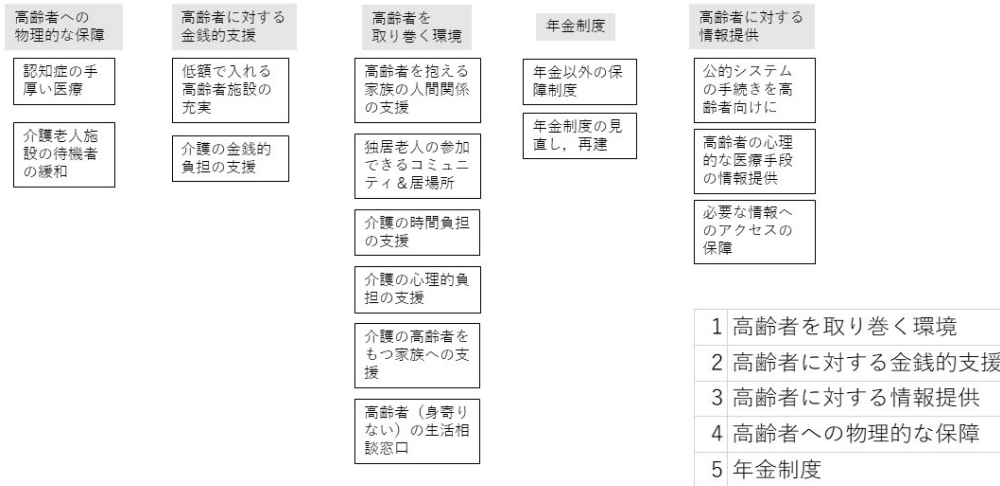 高齢者への
物理的な保障
認知症の手
厚い医療
介護老人施
設の待機者
の緩和
高齢者に対する
金銭的支援
低額で入れる
高齢者施設の
充実
介護の金銭的
負担の支援
高齢者を
取り巻く環境
高齢者を抱える
家族の人間関係
の支援
独居老人の参加
できるコミュニ
ティ＆居場所
介護の時間負担
の支援
介護の心理的負
担の支援
介護の高齢者を
もつ家族への支
援
高齢者（身寄り
ない）の生活相
談窓口
年金制度
年金以外の保
障制度
年金制度の見
直し，再建
高齢者に対する
情報提供
公的システム
の手続きを高
齢者向けに
高齢者の心理
的な医療手段
の情報提供
必要な情報へ
のアクセスの
保障
1 高齢者を取り巻く環境
2 高齢者に対する金銭的支援
3 高齢者に対する情報提供
4 高齢者への物理的な保障
5 年金制度